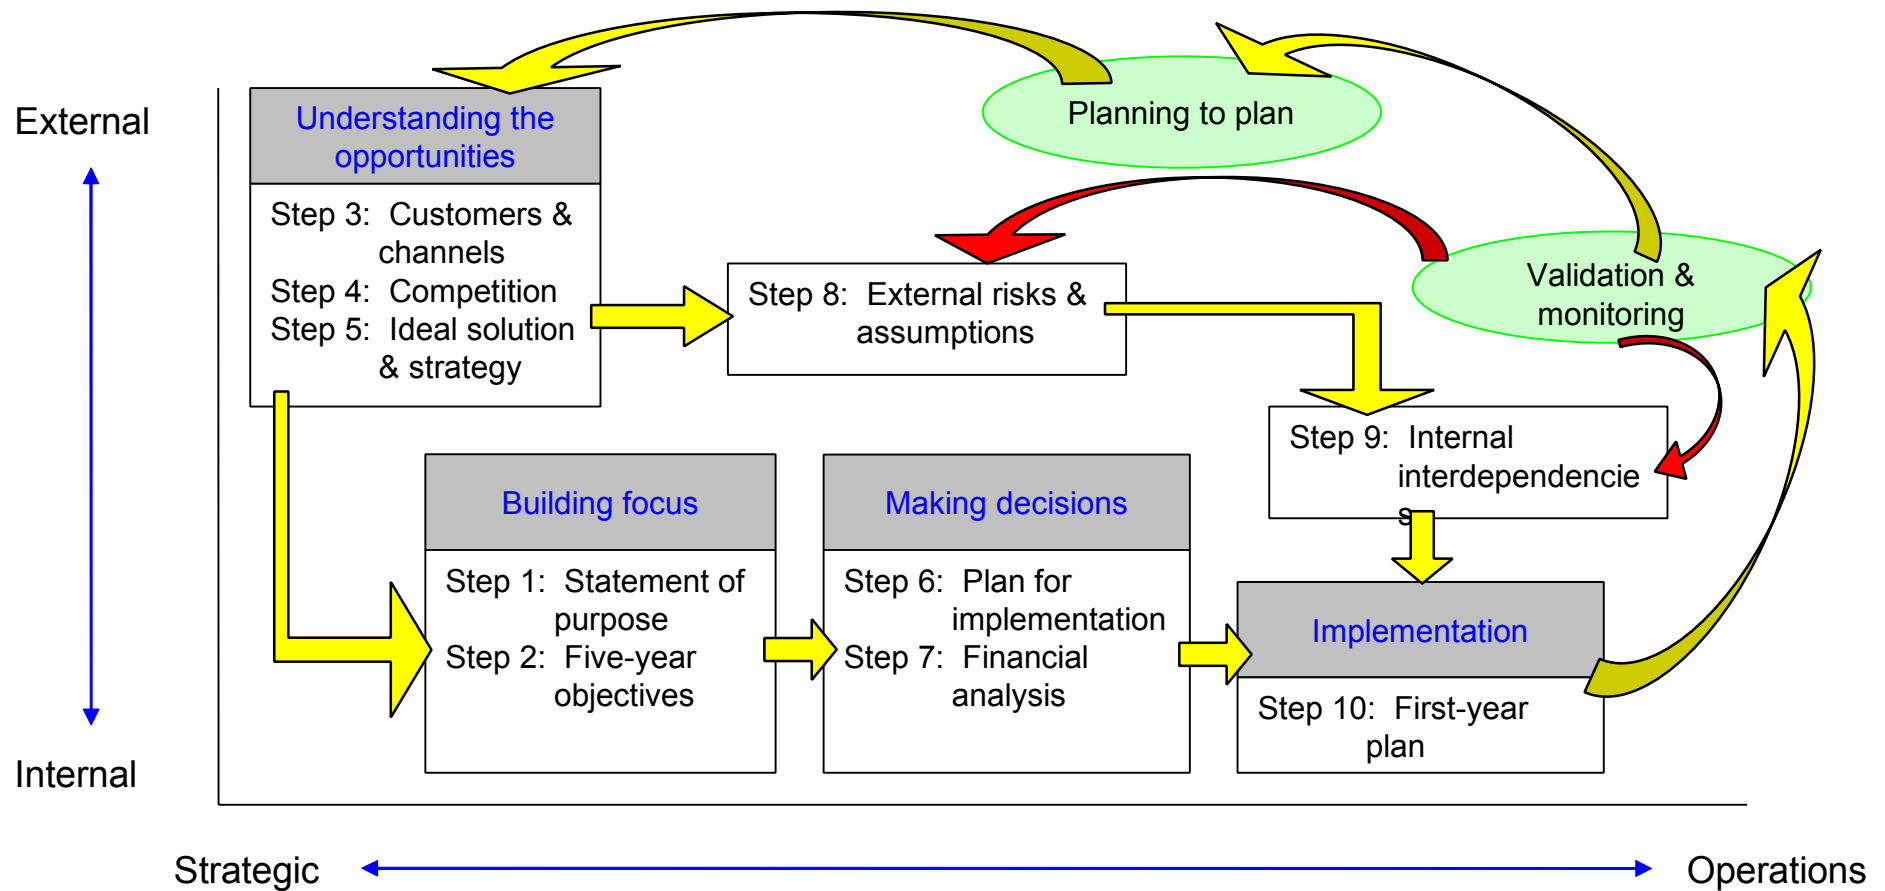 External
Internal
Understanding the
opportunities
Step 3: Customers &
channels
Step 4: Competition
Step 5: Ideal solution
& strategy
Planning to plan
Validation &
monitoring
Step 8: External risks &
assumptions
Step 9: Internal
interdependencie
s
Building focus
Step 1: Statement of
purpose
Step 2: Five-year
objectives
Making decisions
Step 6: Plan for
implementation
Step 7: Financial
analysis
Implementation
Step 10: First-year
plan
Strategic
Operations